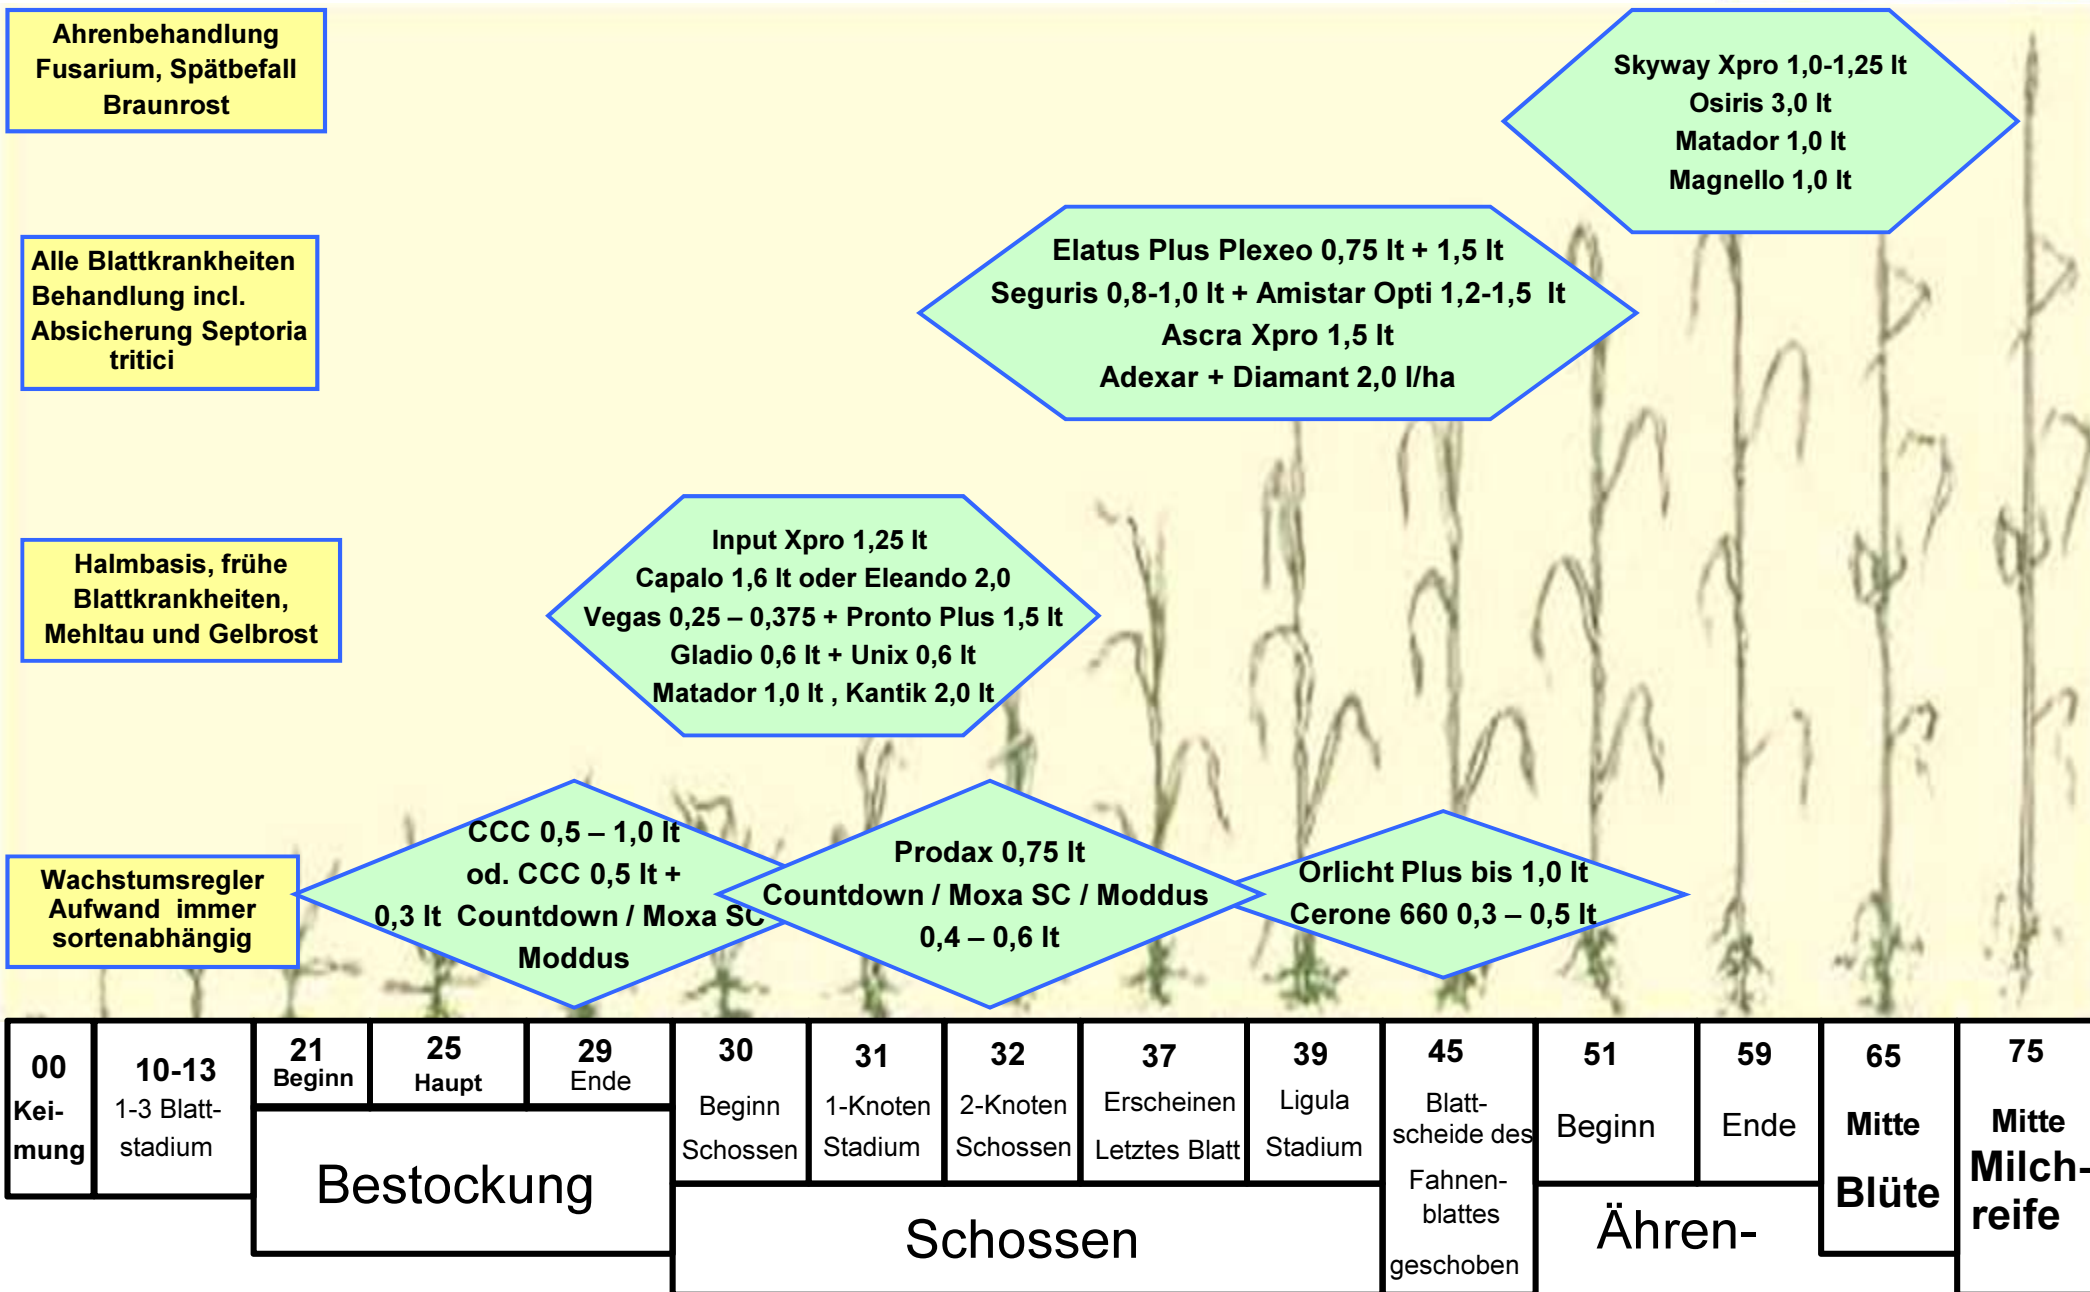 Ahrenbehandlung
Fusarium, Spätbefall
Braunrost
Skyway Xpro 1,0-1,25 lt
Osiris 3,0 lt
Matador 1,0 lt
Magnello 1,0 lt
Alle Blattkrankheiten
Behandlung incl.
Absicherung Septoria
tritici
Elatus Plus Plexeo 0,75 lt + 1,5 lt
Seguris 0,8-1,0 lt + Amistar Opti 1,2-1,5 lt
Ascra Xpro 1,5 lt
Adexar + Diamant 2,0 l/ha
Halmbasis, frühe
Blattkrankheiten,
Mehltau und Gelbrost
Input Xpro 1,25 lt
Capalo 1,6 lt oder Eleando 2,0
Vegas 0,25 – 0,375 + Pronto Plus 1,5 lt
Gladio 0,6 lt + Unix 0,6 lt
Matador 1,0 lt , Kantik 2,0 lt
Wachstumsregler
Aufwand immer
sortenabhängig
CCC 0,5 – 1,0 lt
od. CCC 0,5 lt +
0,3 lt Countdown / Moxa SC
Moddus
Prodax 0,75 lt
Countdown / Moxa SC / Moddus
0,4 – 0,6 lt
Orlicht Plus bis 1,0 lt
Cerone 660 0,3 – 0,5 lt
00
Kei-
mung
10-13
1-3 Blatt-
stadium
21
Beginn
25
Haupt
29
Ende
Bestockung
30
Beginn
Schossen
31
1-Knoten
Stadium
32
2-Knoten
Schossen
37
Erscheinen
Letztes Blatt
39
Ligula
Stadium
Schossen
45
Blatt-
scheide des
Fahnen-
blattes
geschoben
51
Beginn
59
Ende
Ähren-
65
Mitte
Blüte
75
Mitte
Milch-
reife